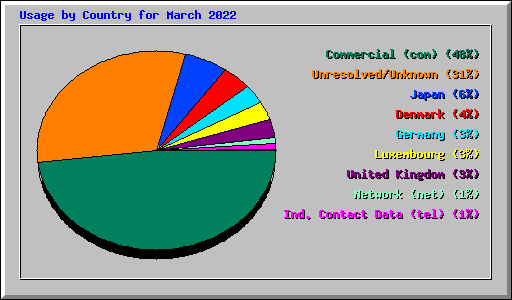 Usage by Country for March 2022
Commercial (com) (48%)
Unresolved/Unknown (31%)
Japan (6%)
Denmark (4%)
Germany (3%)
Luxembourg (3%)
United Kingdom (3%)
Network (net) (1%)
Ind. Contact Data (tel) (1%)